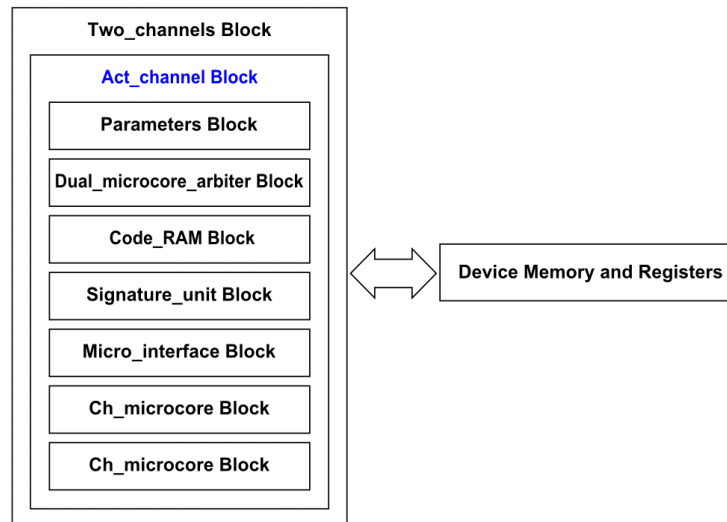 Two_channels Block
Act_channel Block
Parameters Block
Dual_microcore_arbiter Block
Code_RAM Block
Signature_unit Block
Micro_interface Block
Ch_microcore Block
Ch_microcore Block
Device Memory and Registers